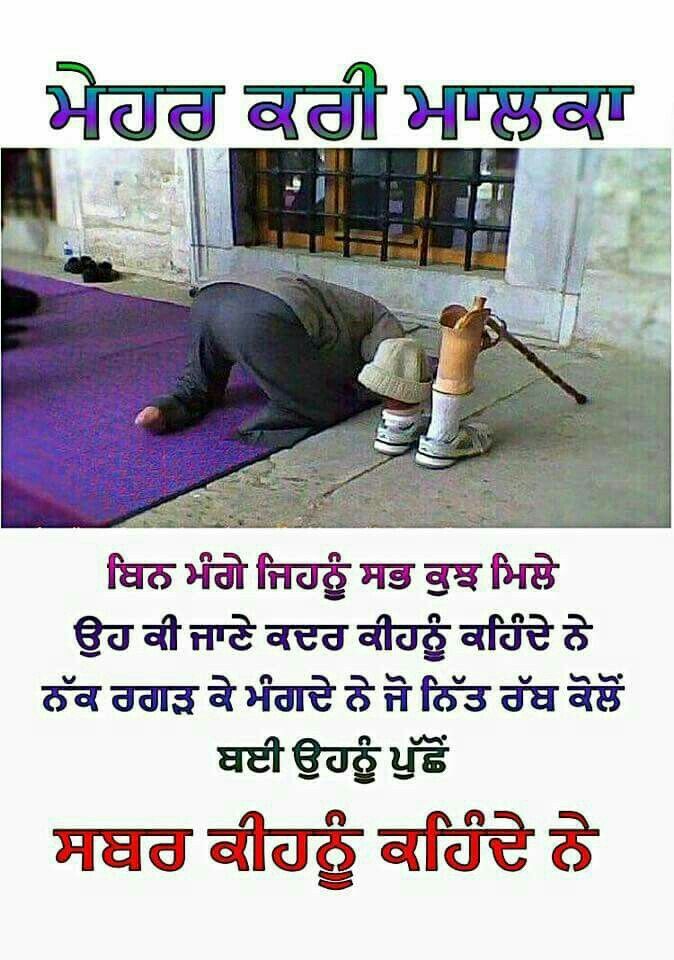 ਮੇਹਰ ਕਰੀ ਮਾਲਕਾ
ਬਿਨ ਮੰਗੇ ਜਿਹਨੂੰ ਸਭ ਕੁਝ ਮਿਲੇ
ਉਹ ਕੀ ਜਾਣੇ ਕਦਰ ਕੀਹਨੂੰ ਕਹਿੰਦੇ ਨੇ
ਨੱਕ ਰਗੜ ਕੇ ਮੰਗਦੇ ਨੇ ਜੋ ਨਿੱਤ ਰੱਬ ਕੋਲੋਂ
ਬਈ ਉਹਨੂੰ ਪੁੱਛੋਂ
ਸਬਰ ਕੀਹਨੂੰ ਕਹਿੰਦੇ ਨੇ